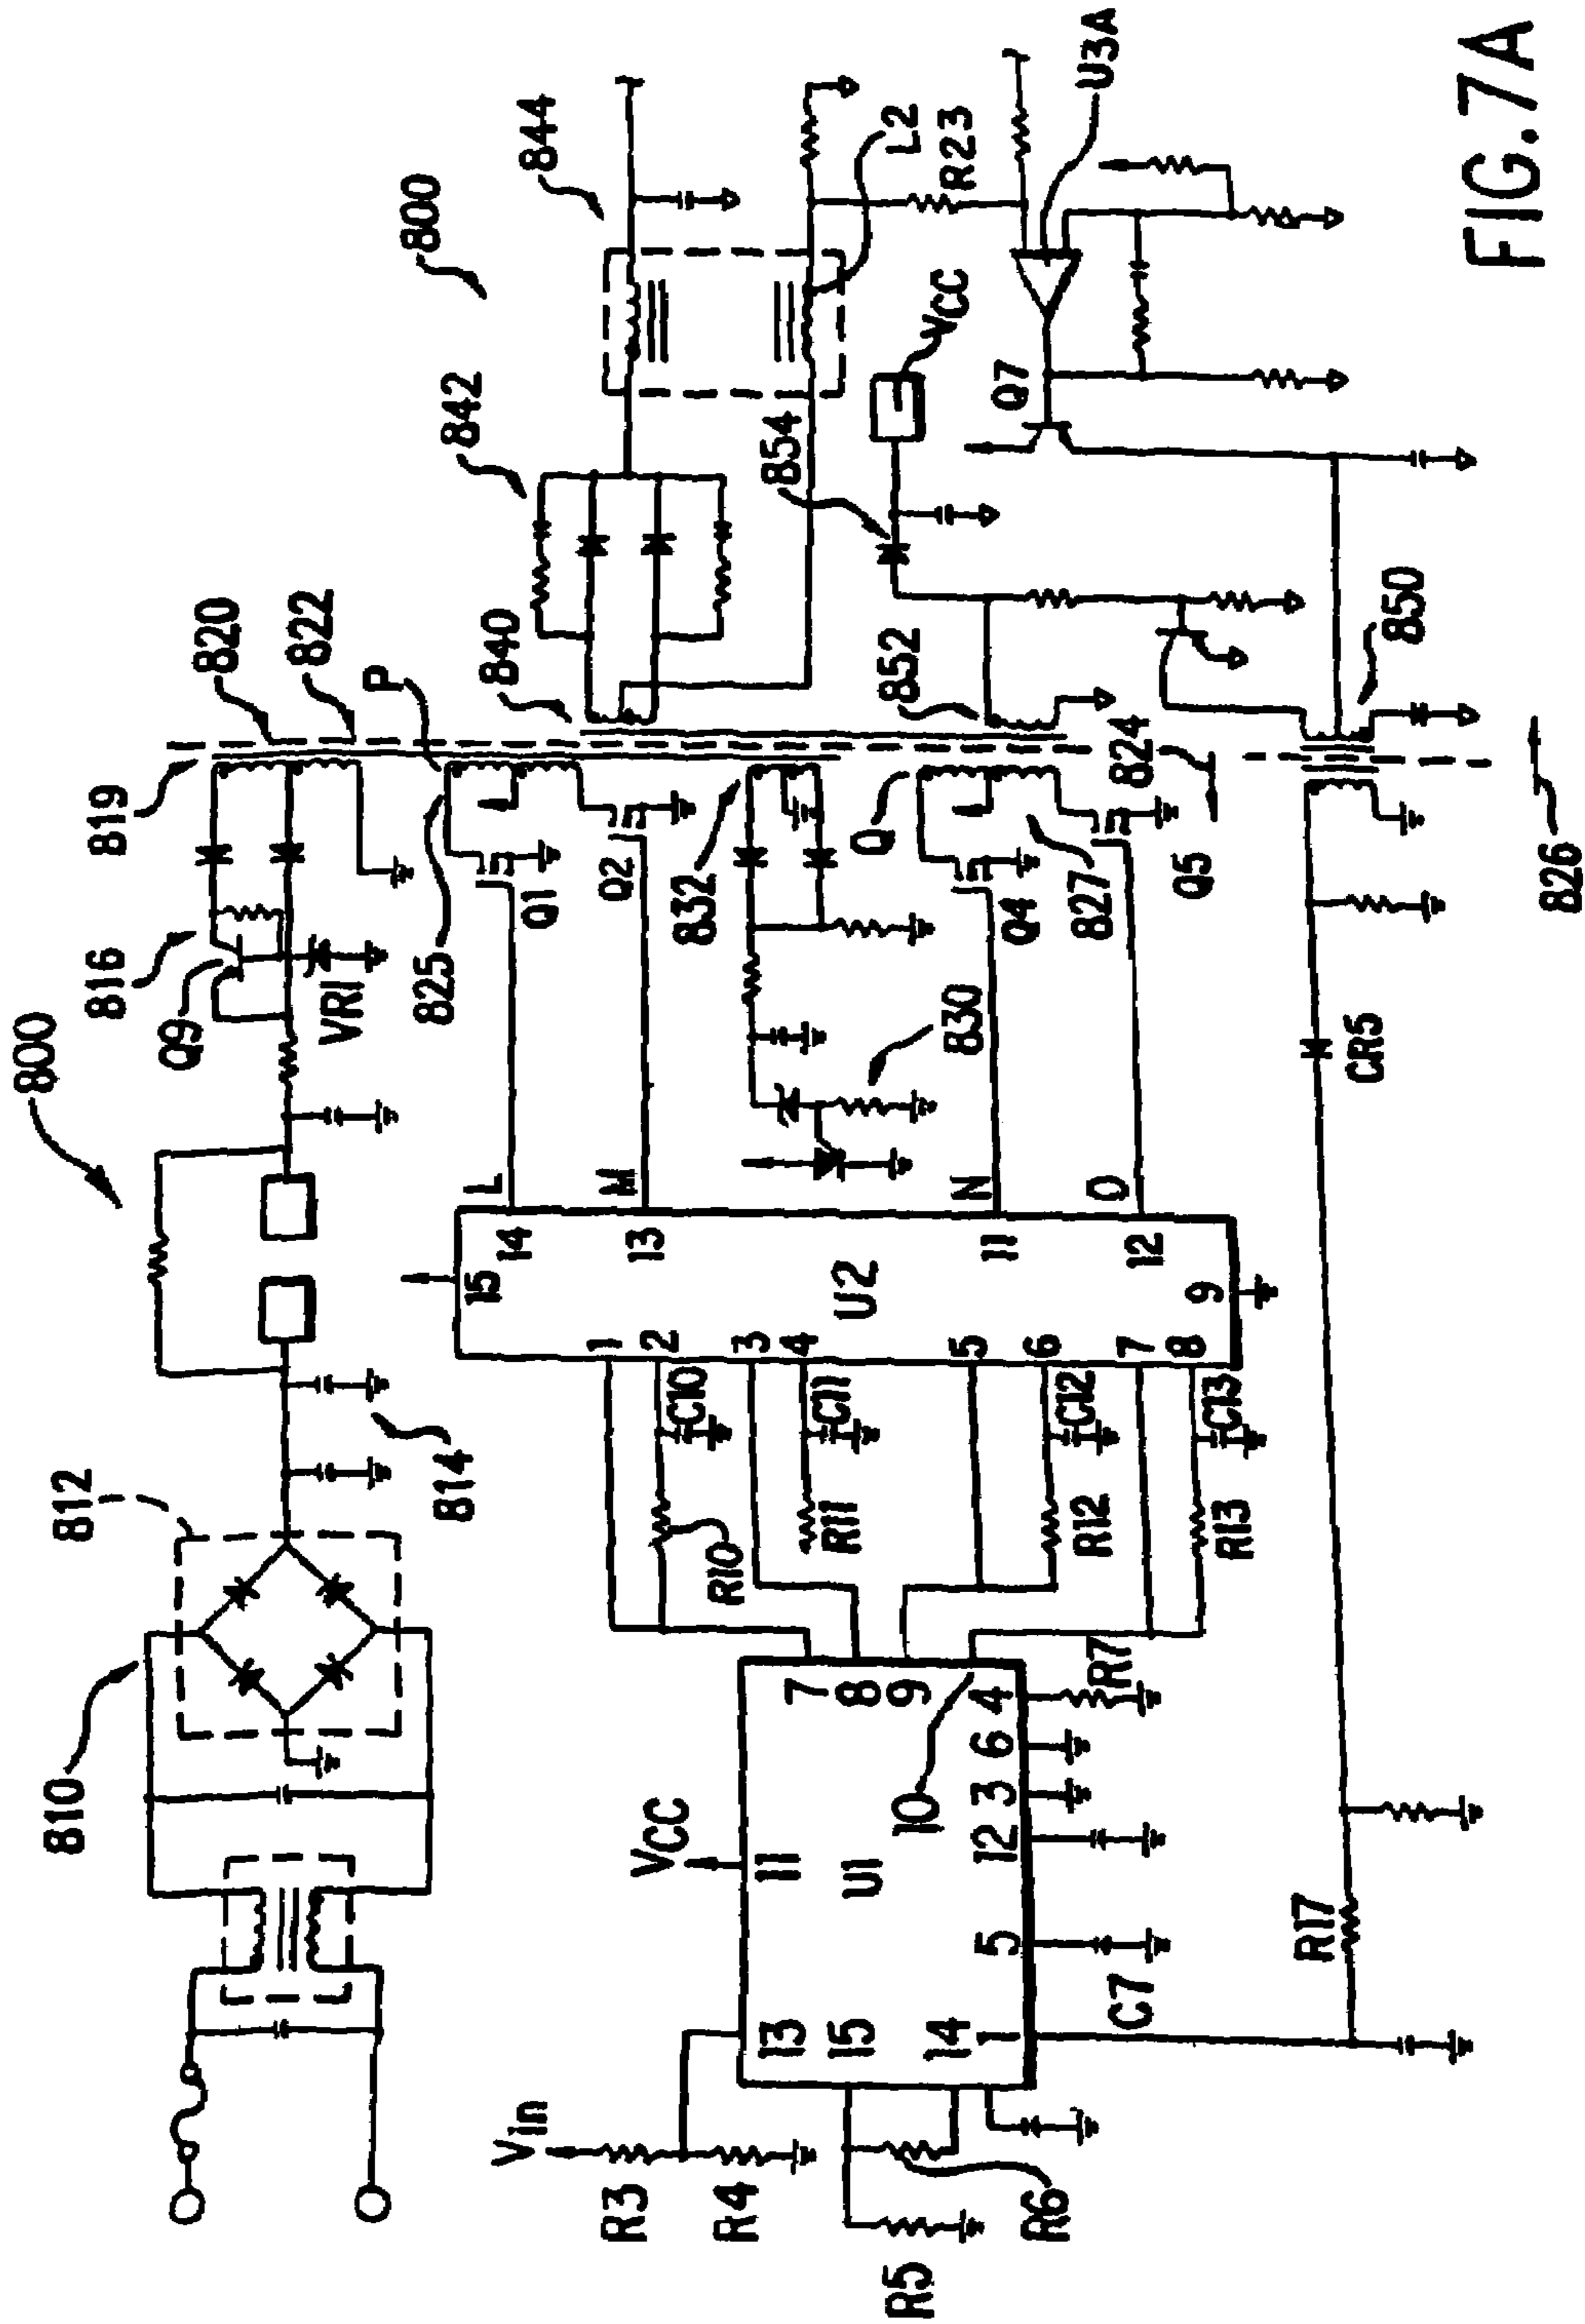 800
810
812
814
816
Q9
VR1
819
820
822
P
825
Q1
Q2
832
830
Q
Q4
827
Q5
824
826
840
842
844
800
L2
R23
U3A
VCC
854
852
Q7
850
L
M
N
O
15
14
13
11
12
9
U2
1
2
3
4
5
6
7
8
C10
C11
C12
C13
R10
R11
R12
R13
VCC
11
U1
7
8
9
10
4
6
3
12
5
13
15
14
1
R7
C7
R17
CR5
Vin
R3
R4
R5
R6
FIG.7A